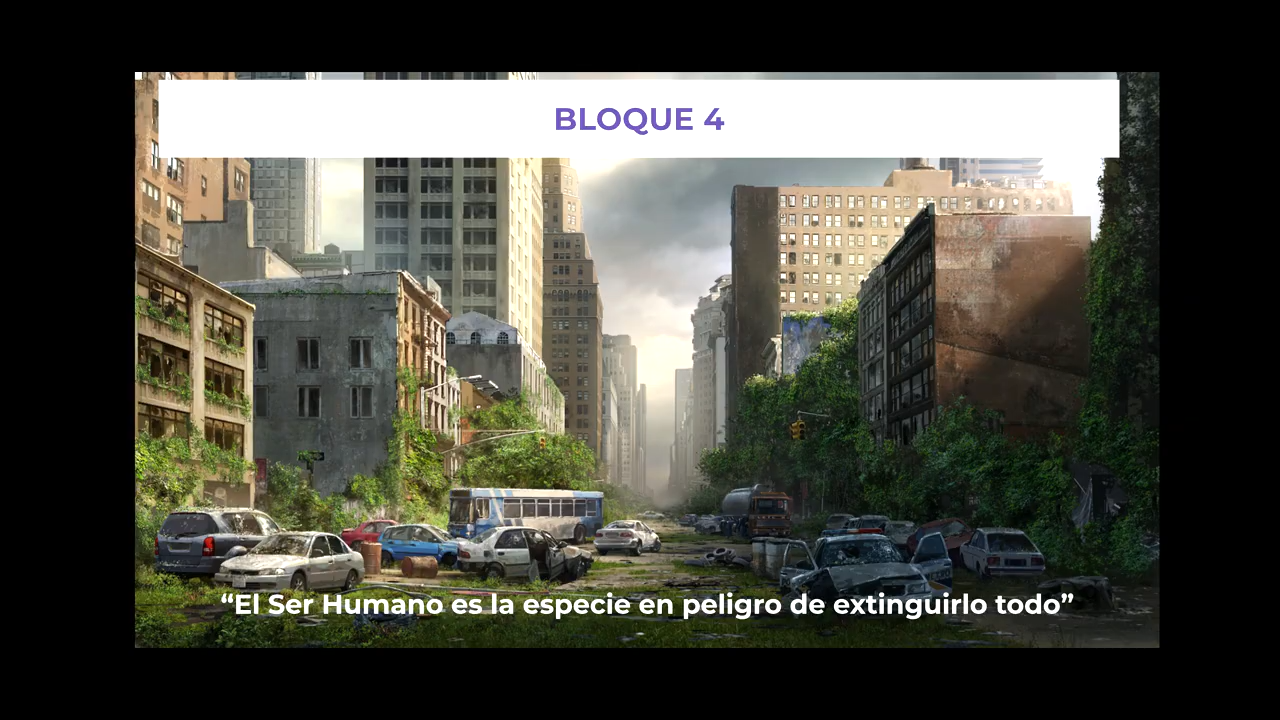 BLOQUE 4
“El Ser Humano es la especie en peligro de extinguirlo todo”